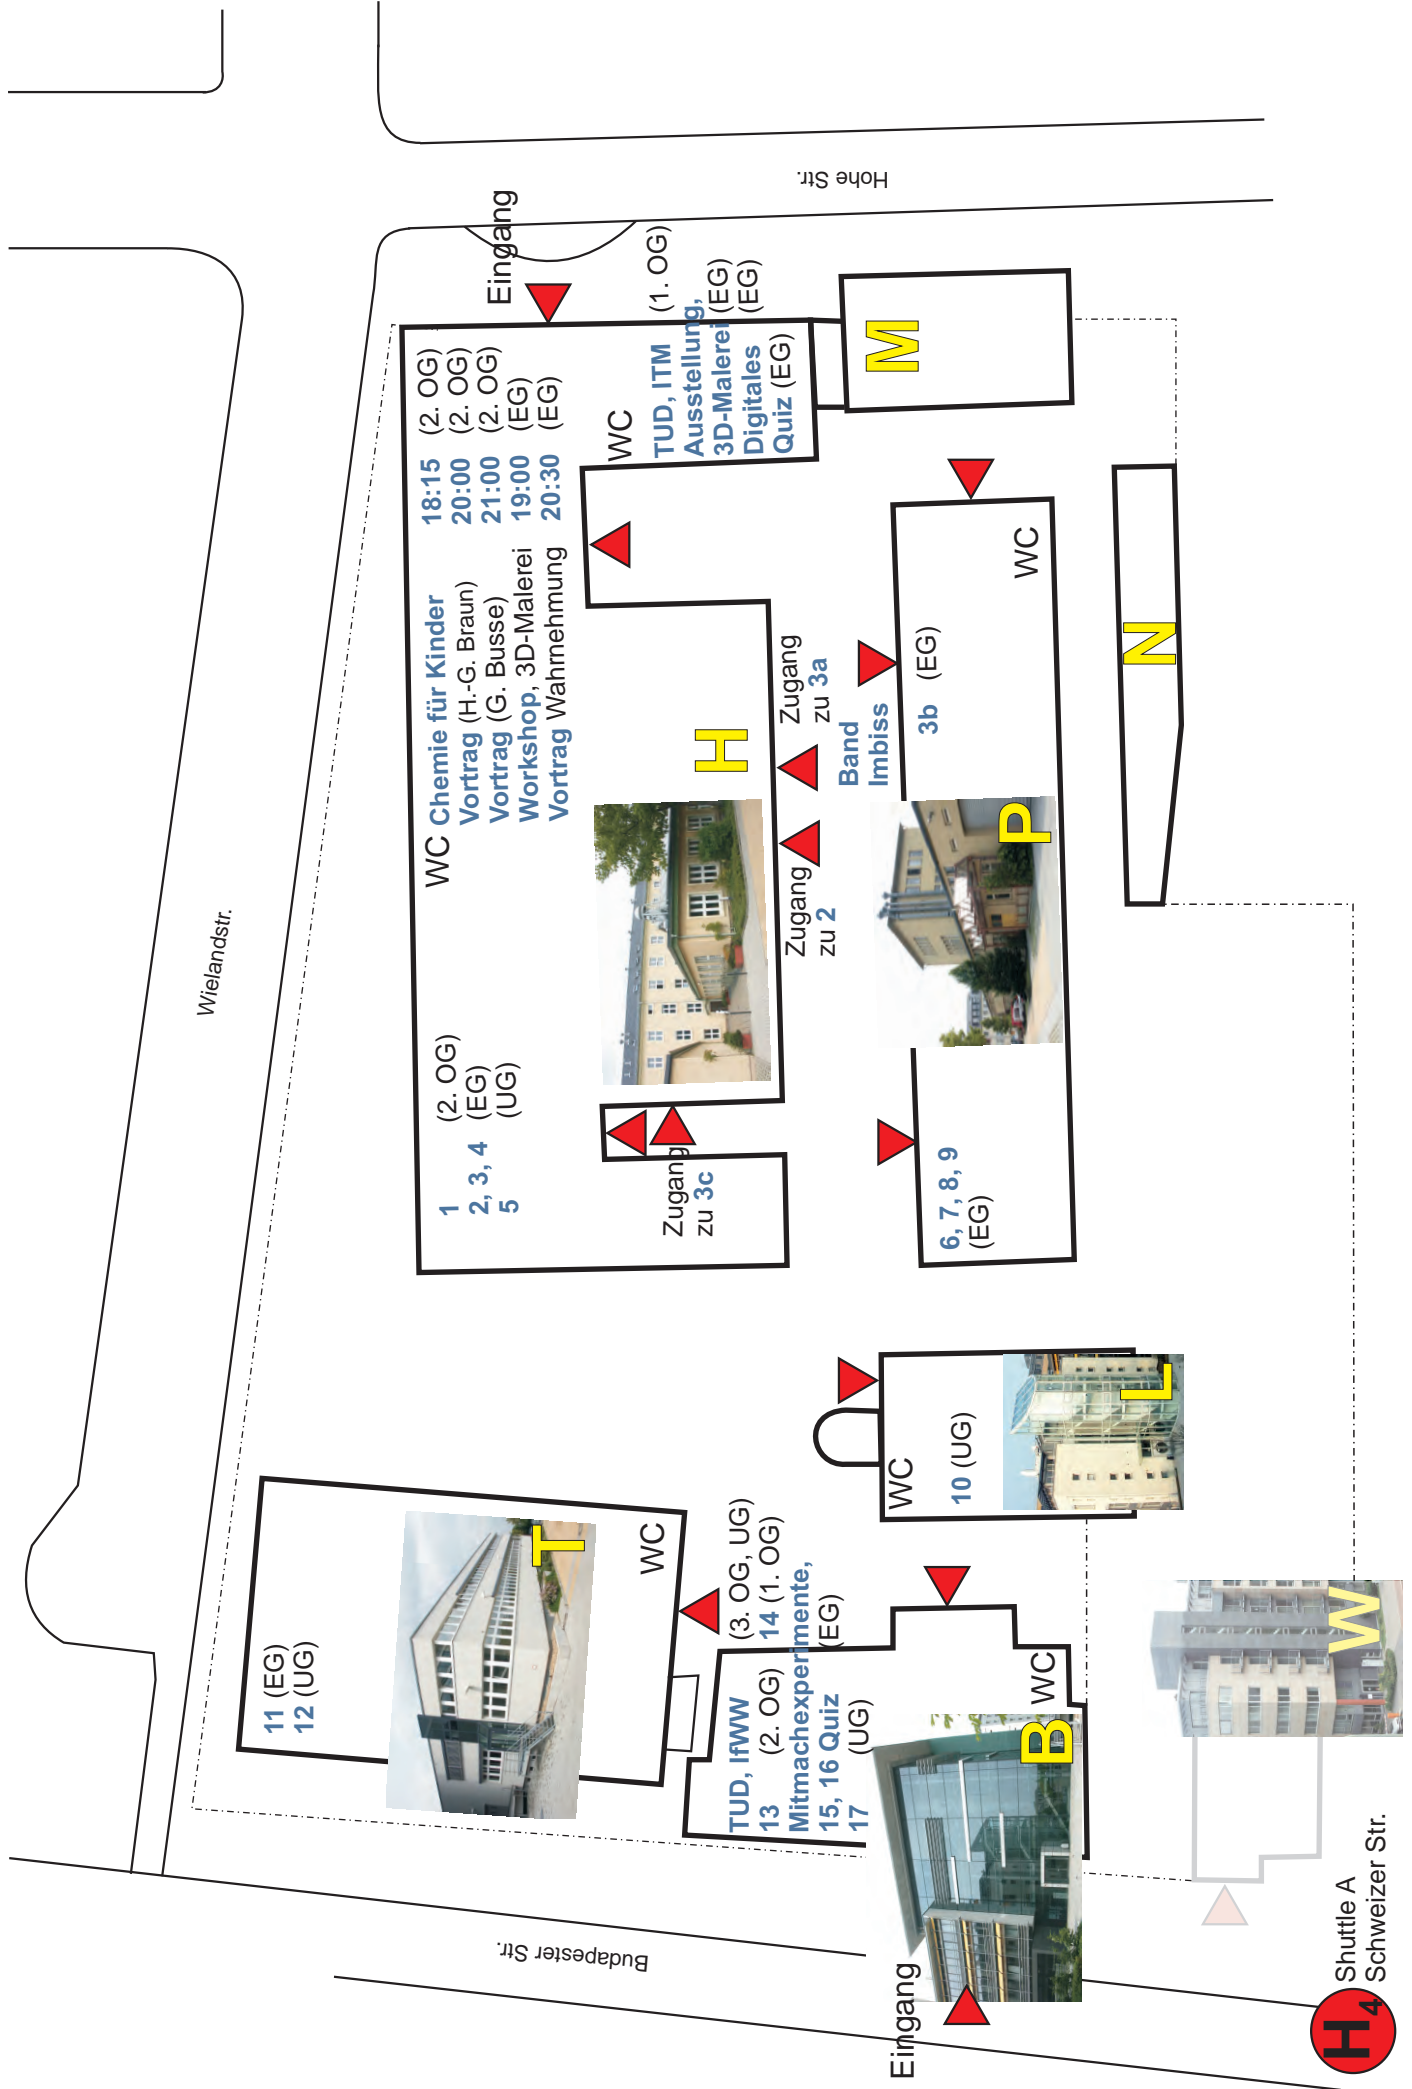 Wielandstr.
Hohe Str.
Budapester Str.
Eingang
11 (EG)
12 (UG)
T
WC
1 (2. OG)
2, 3, 4 (EG)
5 (UG)
WC
Chemie für Kinder 18:15 (2. OG)
Vortrag (H.-G. Braun) 20:00 (2. OG)
Vortrag (G. Busse) 21:00 (2. OG)
Workshop, 3D-Malerei 19:00 (EG)
Vortrag Wahrnehmung 20:30 (EG)
WC
TUD, ITM (1. OG)
Ausstellung,
3D-Malerei (EG)
Digitales (EG)
Quiz (EG)
H
Zugang
zu 3c
Zugang
zu 2
Zugang
zu 3a
Band
Imbiss
3b (EG)
WC
P
6, 7, 8, 9
(EG)
M
N
WC
10 (UG)
L
TUD, IfWW (3. OG, UG)
13 (2. OG) 14 (1. OG)
Mitmachexperimente,
15, 16 Quiz (EG)
17 (UG)
WC
B
Eingang
W
H4
Shuttle A
Schweizer Str.